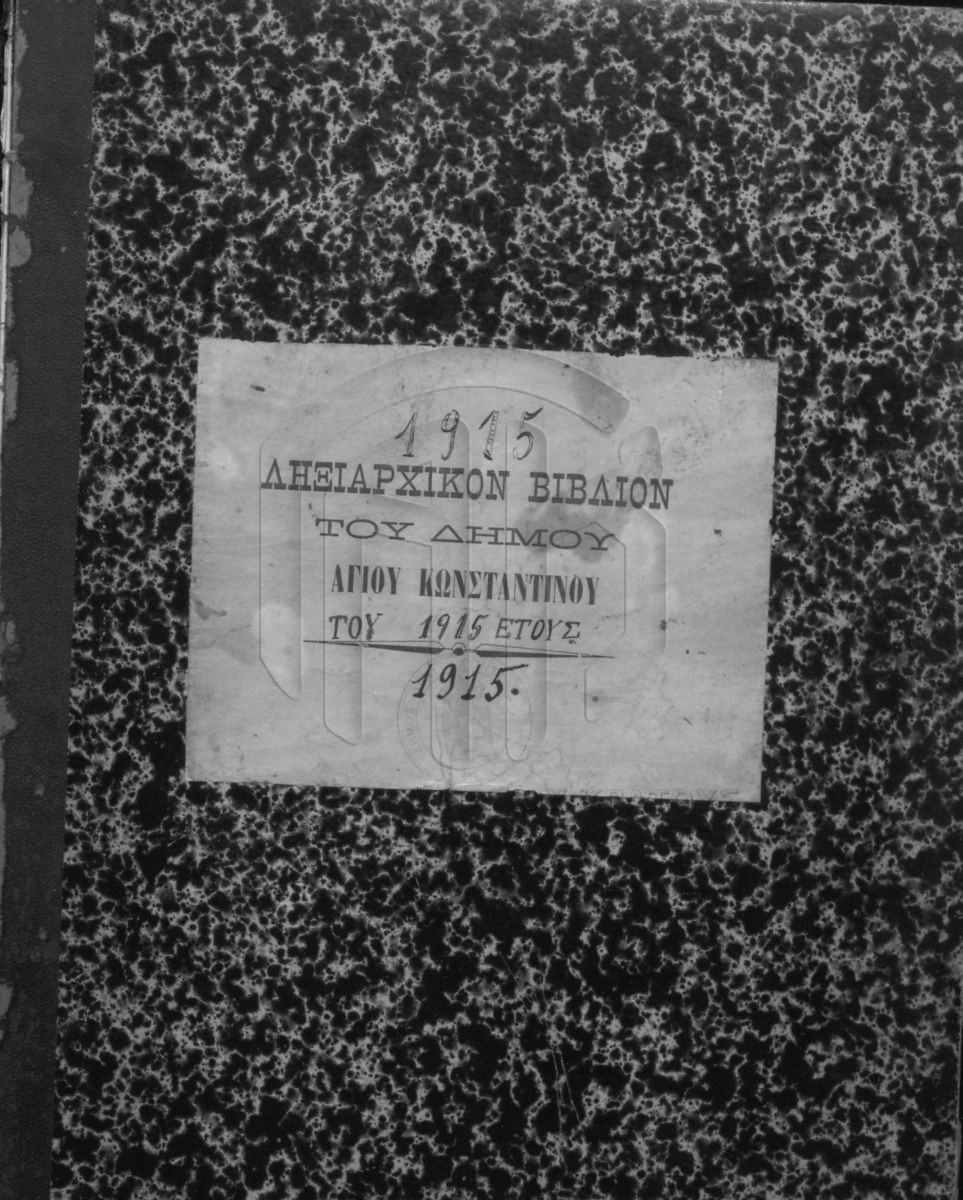 1915
ΛΗΞΙΑΡΧΙΚΟΝ ΒΙΒΛΙΟΝ
ΤΟΥ ΔΗΜΟΥ
ΑΓΙΟΥ ΚΩΝΣΤΑΝΤΙΝΟΥ
ΤΟΥ 1915 ΕΤΟΥΣ
1915.